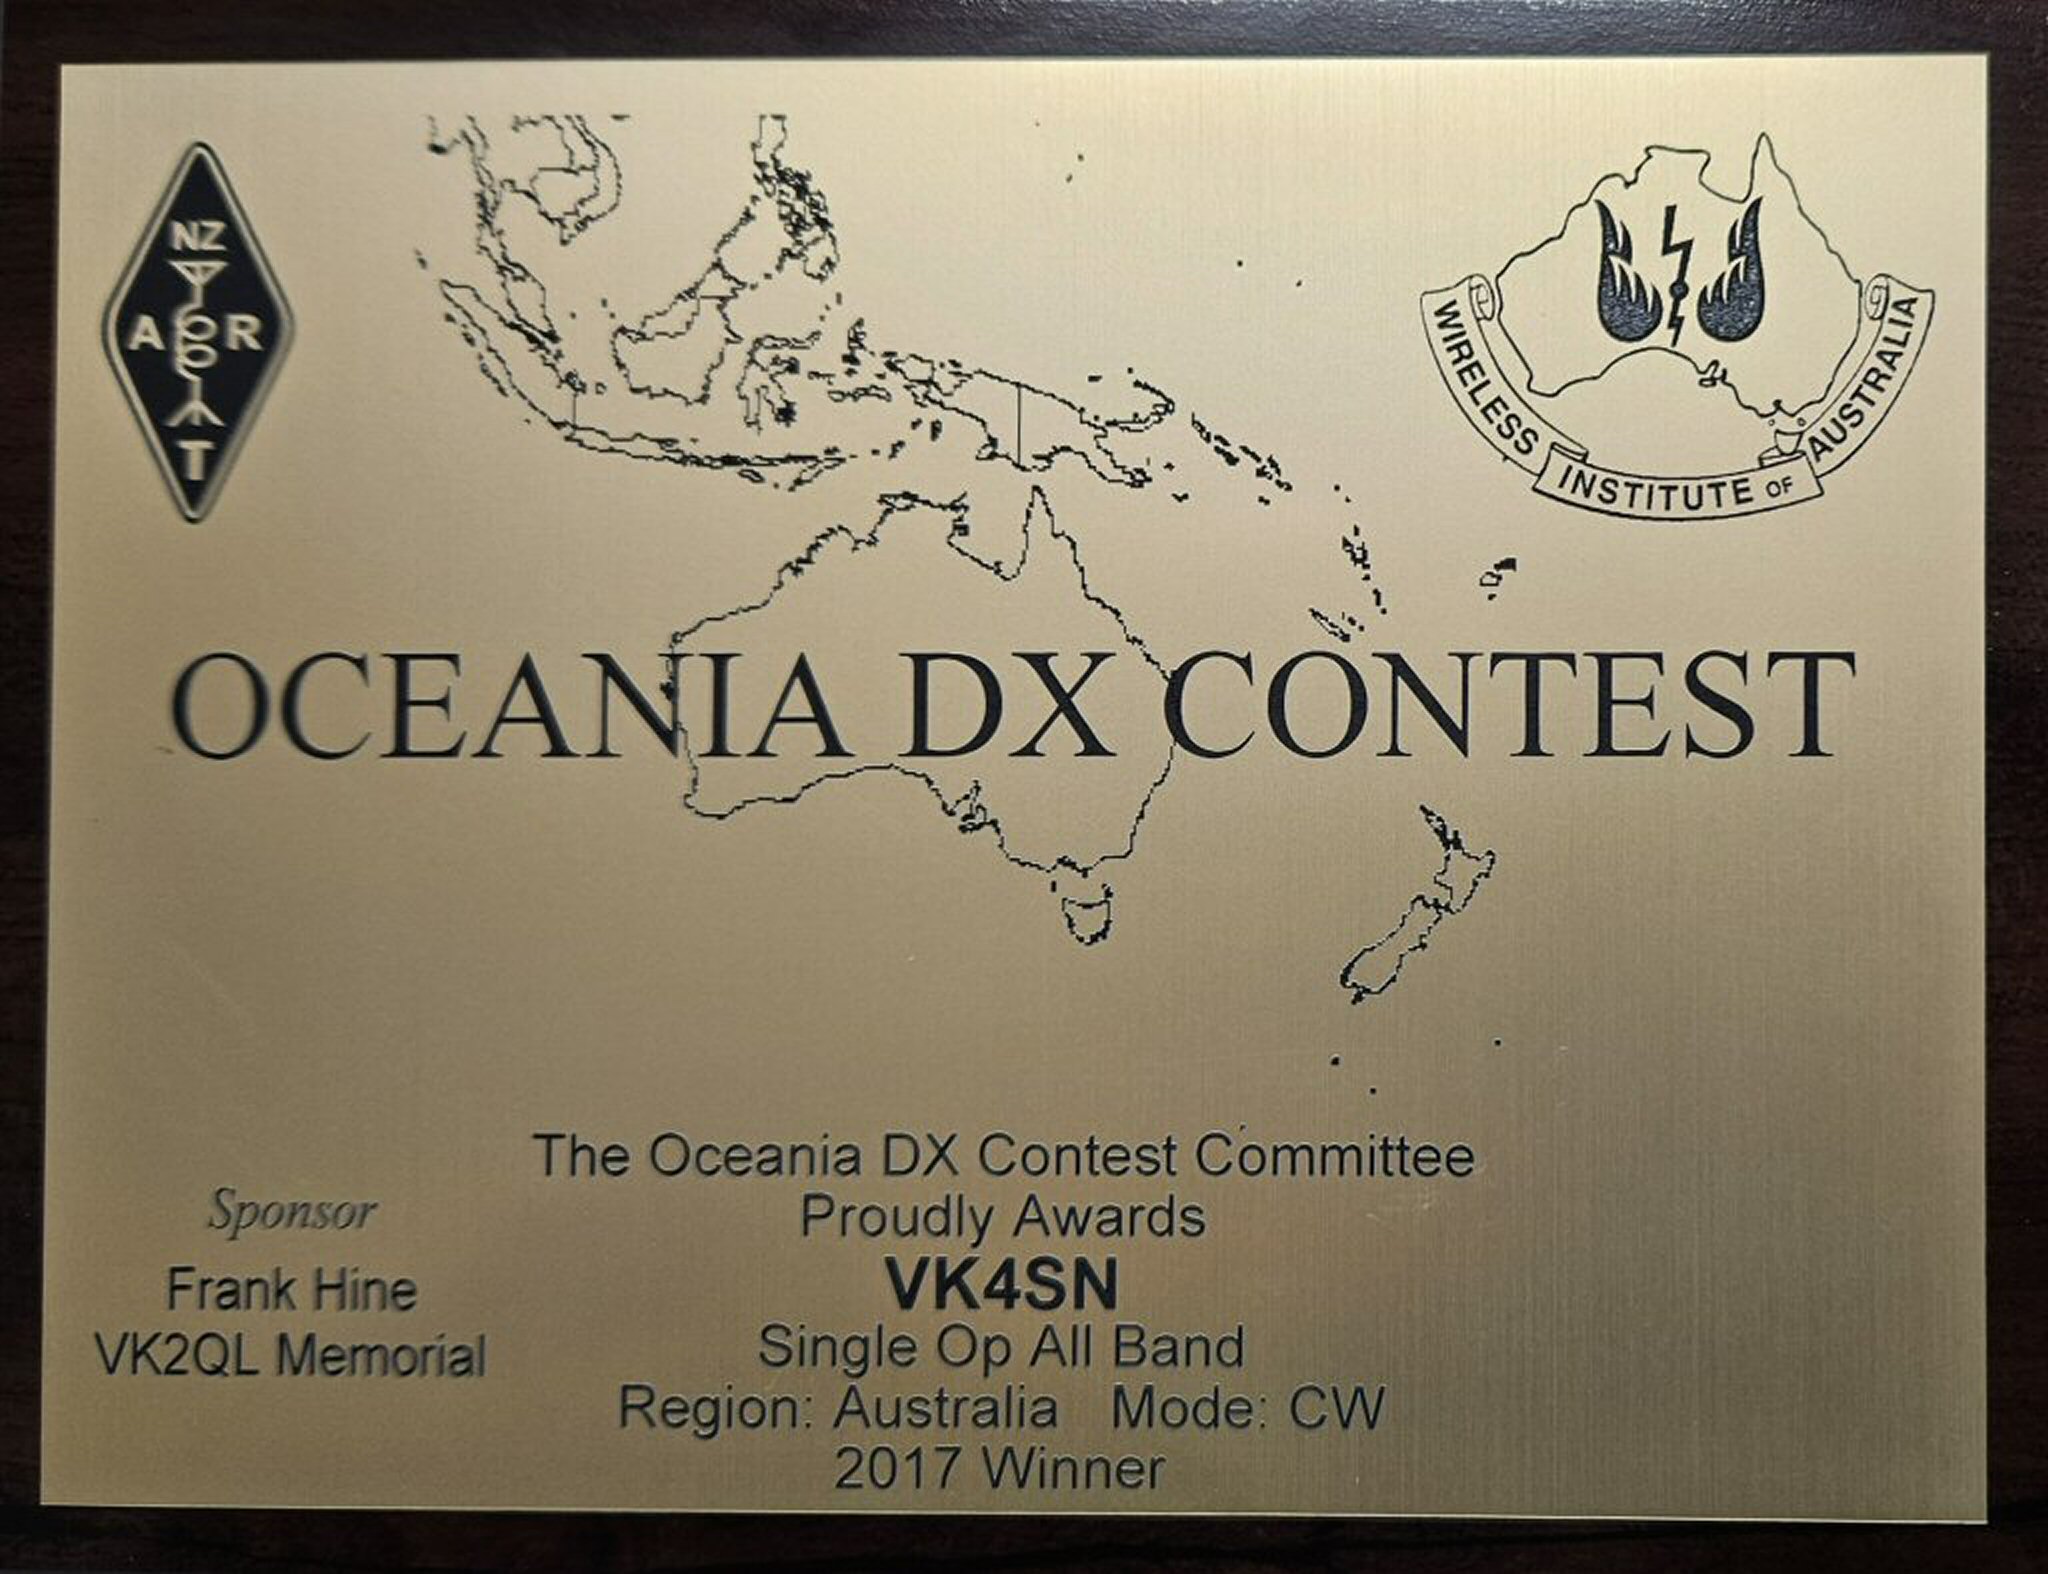 NZ
A R
T
WIRELESS INSTITUTE OF AUSTRALIA
OCEANIA DX CONTEST
The Oceania DX Contest Committee
Proudly Awards
VK4SN
Single Op All Band
Region: Australia Mode: CW
2017 Winner
Sponsor
Frank Hine
VK2QL Memorial